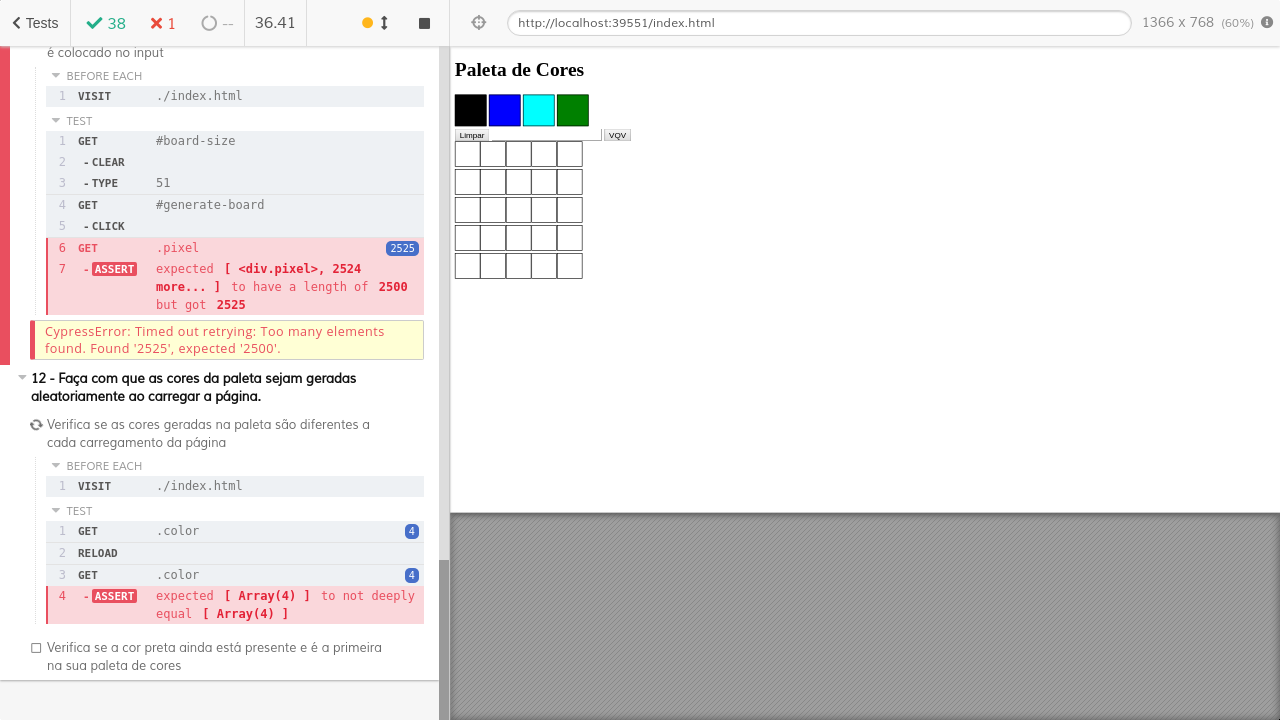 Tests
38
1
--
36.41
http://localhost:39551/index.html
1366 x 768 (60%)
é colocado no input
BEFORE EACH
1 VISIT ./index.html
TEST
1 GET #board-size
2 - CLEAR
3 - TYPE 51
4 GET #generate-board
5 - CLICK
6 GET .pixel 2525
7 - ASSERT expected [ <div.pixel>, 2524
more... ] to have a length of 2500
but got 2525
CypressError: Timed out retrying: Too many elements
found. Found '2525', expected '2500'.
12 - Faça com que as cores da paleta sejam geradas
aleatoriamente ao carregar a página.
Verifica se as cores geradas na paleta são diferentes a
cada carregamento da página
BEFORE EACH
1 VISIT ./index.html
TEST
1 GET .color 4
2 RELOAD
3 GET .color 4
4 - ASSERT expected [ Array(4) ] to not deeply
equal [ Array(4) ]
Verifica se a cor preta ainda está presente e é a primeira
na sua paleta de cores
Paleta de Cores
Limpar
VQV